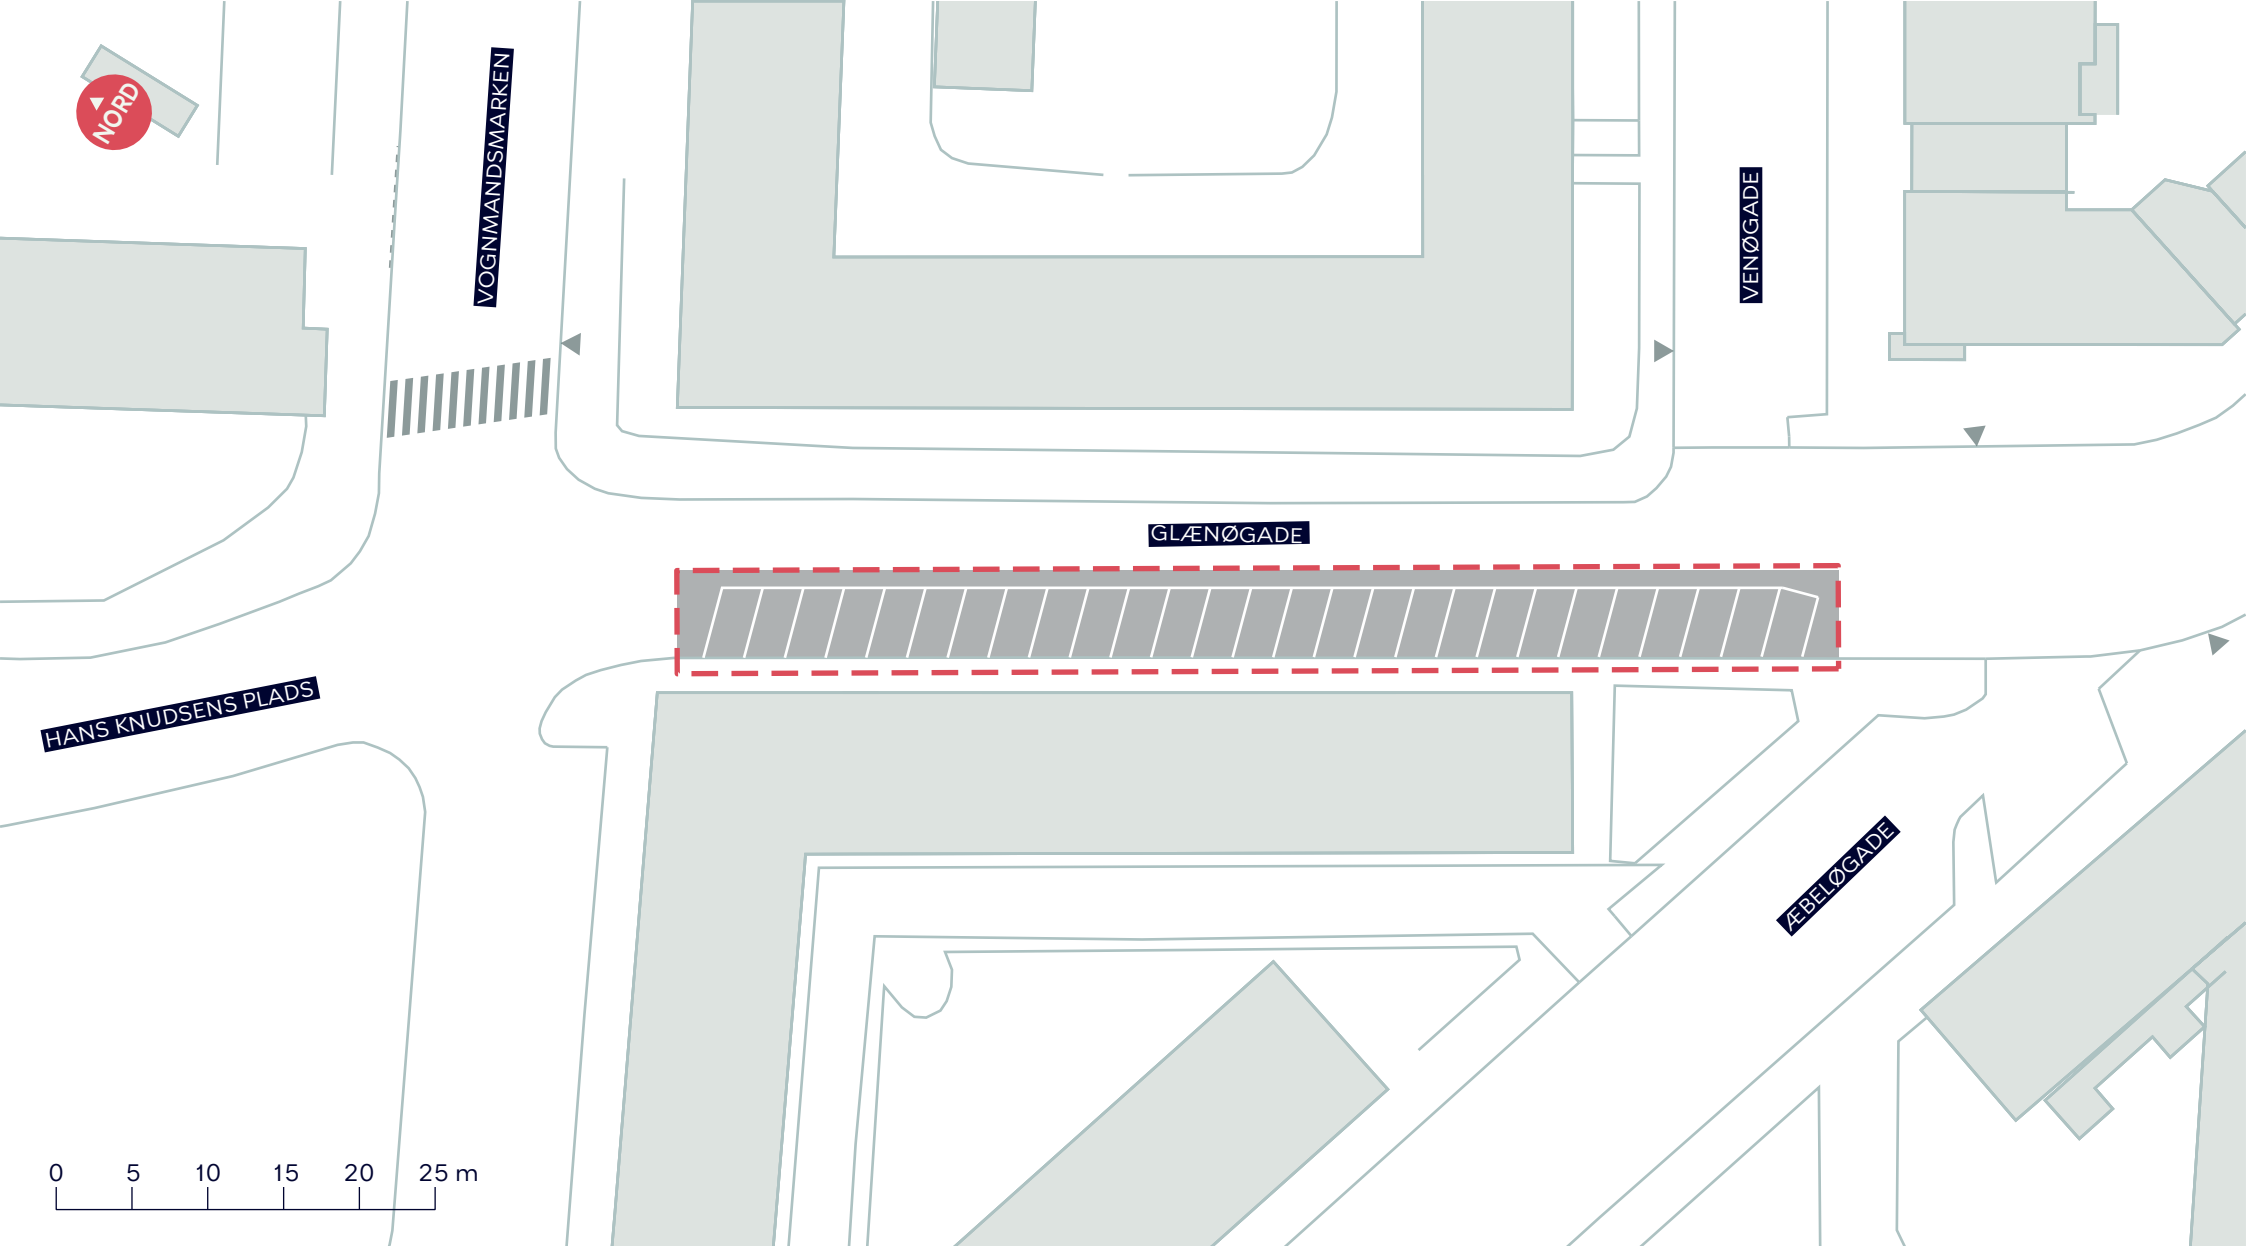 NORD
VOGNMANDSMARKEN
VENØGADE
GLÆNØGADE
HANS KNUDSENS PLADS
ÆBELØGADE
0 5 10 15 20 25 m